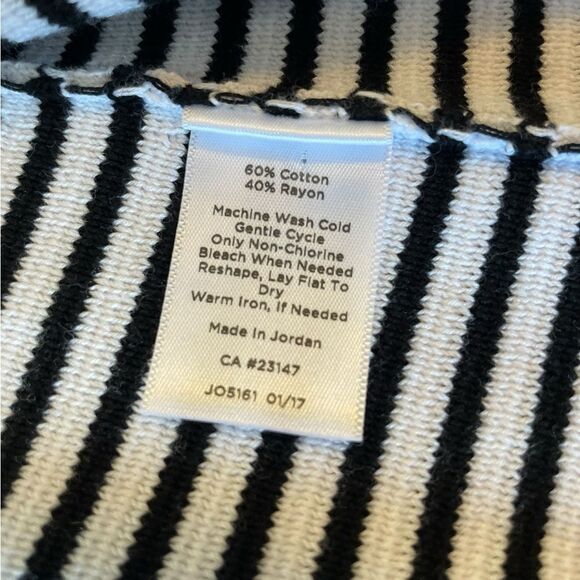 60% Cotton
40% Rayon
Machine Wash Cold
Gentle Cycle
Only Non-Chlorine
Bleach When Needed
Reshape, Lay Flat To
Dry
Warm Iron, If Needed
Made In Jordan
CA #23147
JO5161 01/17